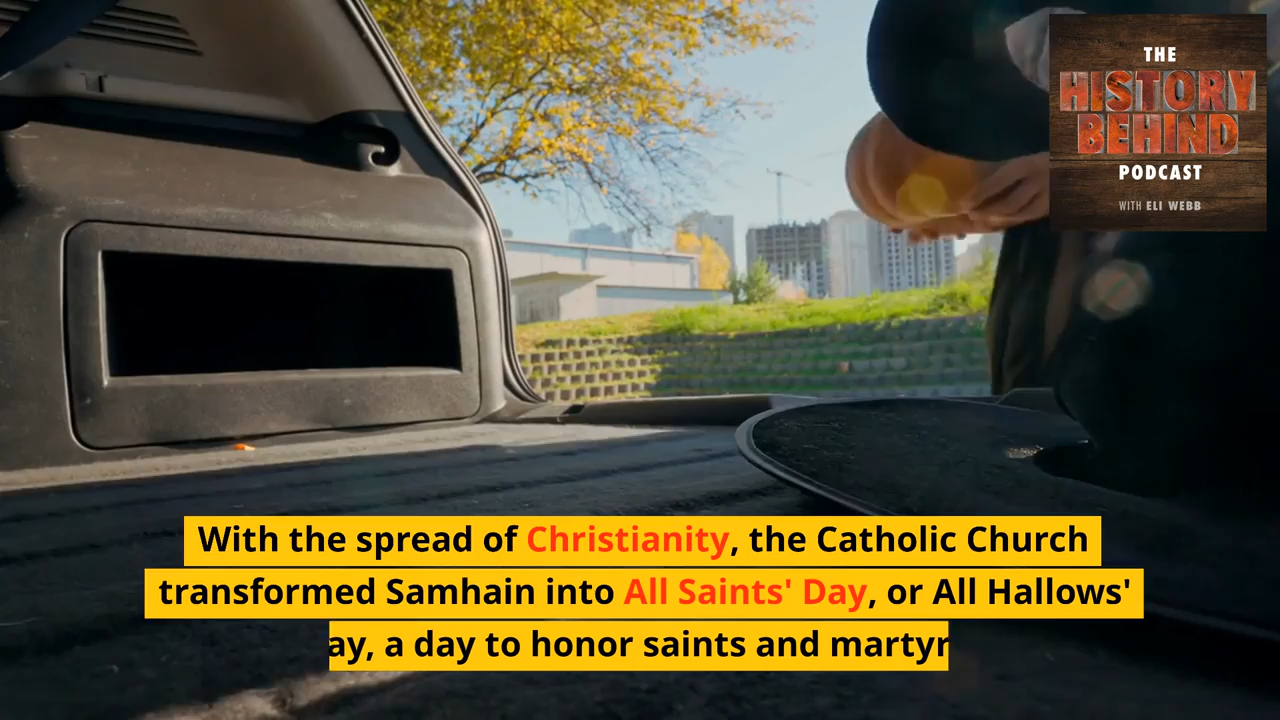 THE
HISTORY
BEHIND
PODCAST
WITH ELI WEBB
With the spread of Christianity, the Catholic Church
transformed Samhain into All Saints' Day, or All Hallows'
ay, a day to honor saints and martyr